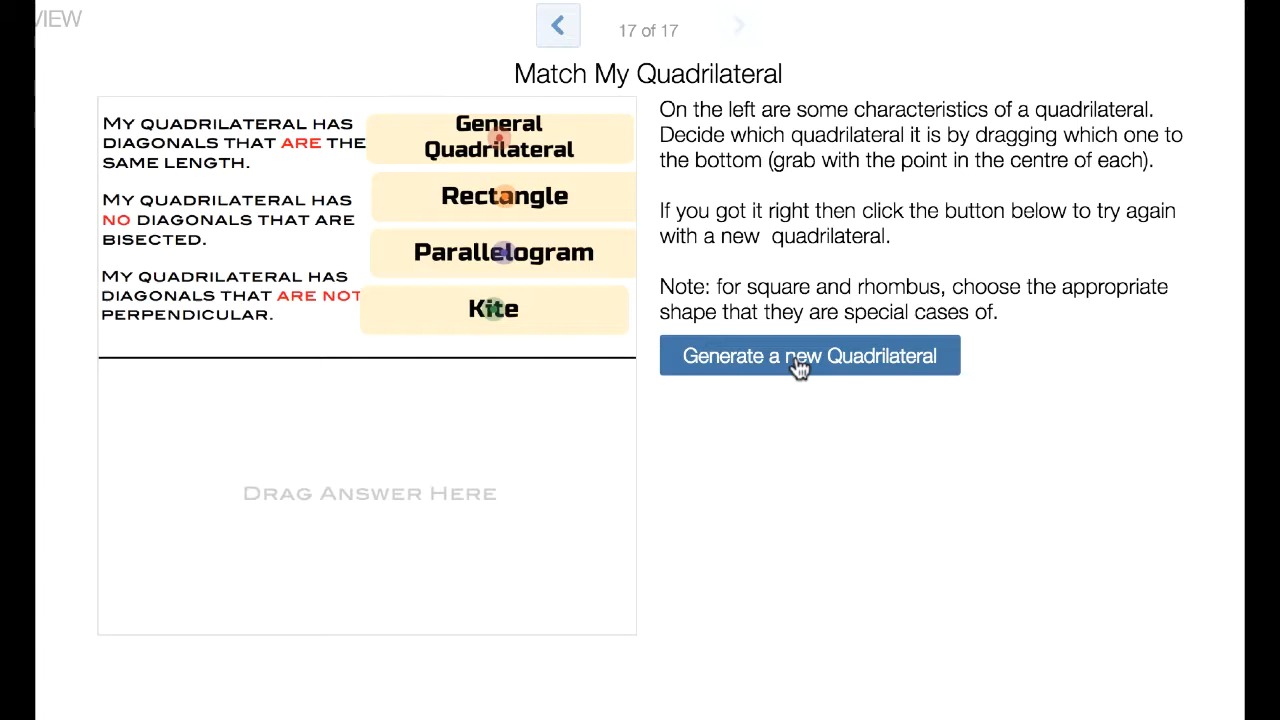 VIEW
17 of 17
Match My Quadrilateral
My quadrilateral has
diagonals that are the
same length.
My quadrilateral has
no diagonals that are
bisected.
My quadrilateral has
diagonals that are not
perpendicular.
General
Quadrilateral
Rectangle
Parallelogram
Kite
Drag Answer Here
On the left are some characteristics of a quadrilateral.
Decide which quadrilateral it is by dragging which one to
the bottom (grab with the point in the centre of each).
If you got it right then click the button below to try again
with a new quadrilateral.
Note: for square and rhombus, choose the appropriate
shape that they are special cases of.
Generate a new Quadrilateral